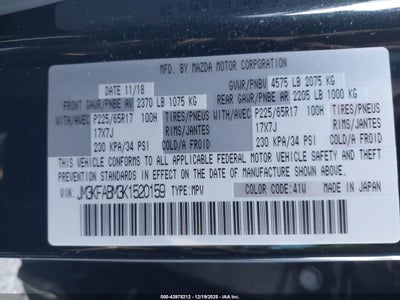 MFD. BY MAZDA MOTOR CORPORATION
DATE 11/18 GVWR/PNBV 4575 LB 2075 KG
FRONT GAWR/PNBE AV 2370 LB 1075 KG REAR GAWR/PNBE AR 2205 LB 1000 KG
WITH/AVEC P225/65R17 100H TIRES/PNEU WITH/AVEC P225/65R17 100H TIRES/PNEU
17X7J RIMS/JANTES 17X7J RIMS/JANTES
230 KPA/34 PSI COLD/A FROID 230 KPA/34 PSI COLD/A FROID
THIS VEHICLE CONFORMS TO ALL APPLICABLE FEDERAL MOTOR VEHICLE SAFETY, BUMPER, AND
THEFT PREVENTION STANDARDS IN EFFECT ON THE DATE OF MANUFACTURE SHOWN ABOVE.
VIN: JM3KFABM3K1520159 TYPE: MPV COLOR CODE: 41W MADE IN JAPAN
000-43978212 - 12/19/2025 - IAA Inc.